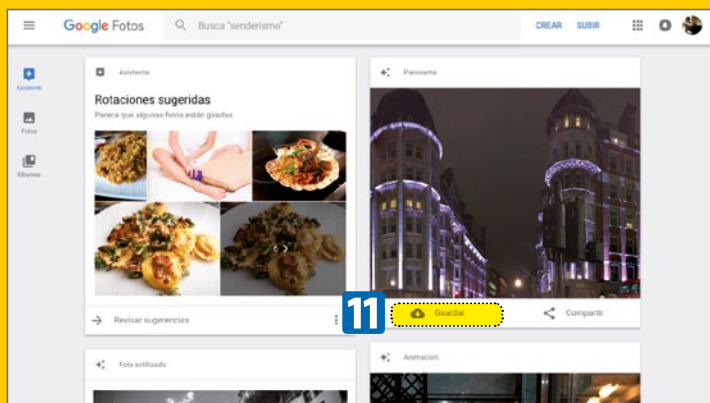 Google Fotos
Busca "senderismo"
CREAR SUBIR
Asistente
Fotos
Álbumes
Asistente
Rotaciones sugeridas
Parece que algunas fotos están giradas
6 >
Revisar sugerencias
Foto estilizada
Panorama
11
Guardar
Compartir
Animación